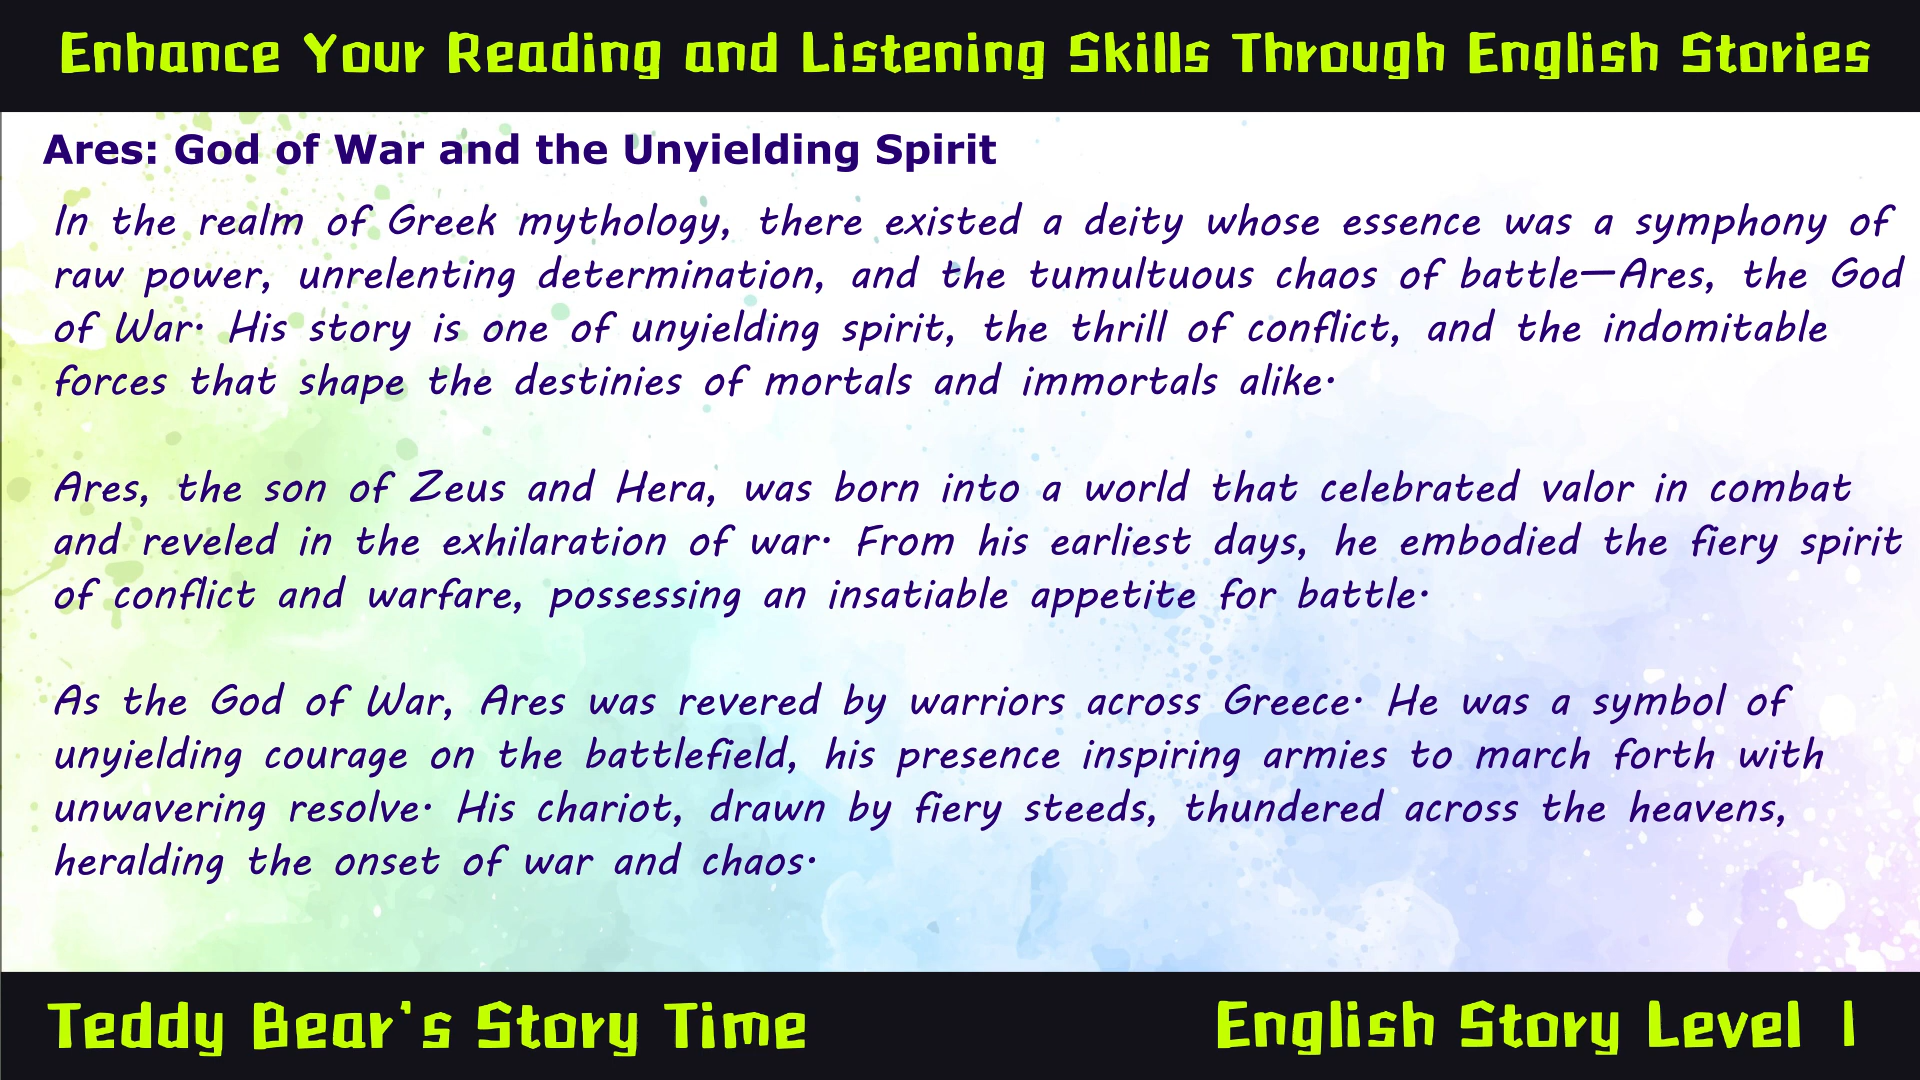 Enhance Your Reading and Listening Skills Through English Stories
Ares: God of War and the Unyielding Spirit
In the realm of Greek mythology, there existed a deity whose essence was a symphony of
raw power, unrelenting determination, and the tumultuous chaos of battle—Ares, the God
of War. His story is one of unyielding spirit, the thrill of conflict, and the indomitable
forces that shape the destinies of mortals and immortals alike.
Ares, the son of Zeus and Hera, was born into a world that celebrated valor in combat
and reveled in the exhilaration of war. From his earliest days, he embodied the fiery spirit
of conflict and warfare, possessing an insatiable appetite for battle.
As the God of War, Ares was revered by warriors across Greece. He was a symbol of
unyielding courage on the battlefield, his presence inspiring armies to march forth with
unwavering resolve. His chariot, drawn by fiery steeds, thundered across the heavens,
heralding the onset of war and chaos.
Teddy Bear's Story Time
English Story Level 1